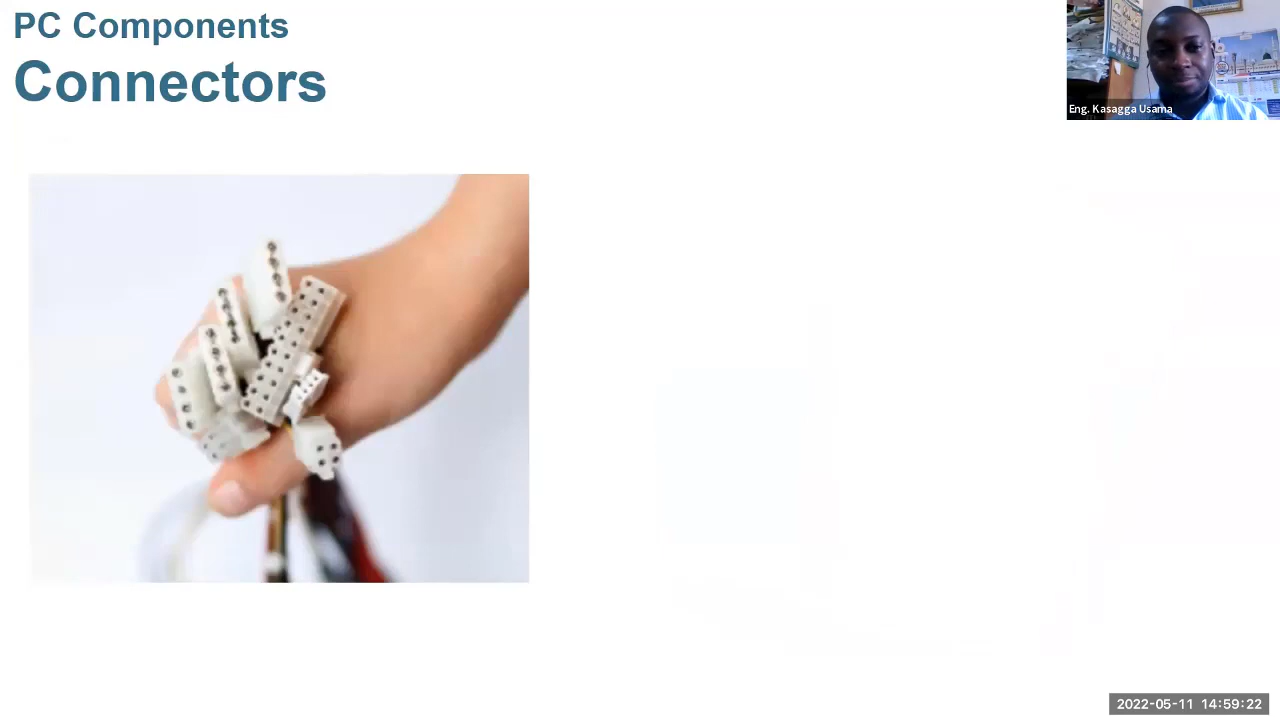 PC Components
Connectors
Eng. Kasagga Usama
2022-05-11 14:59:22